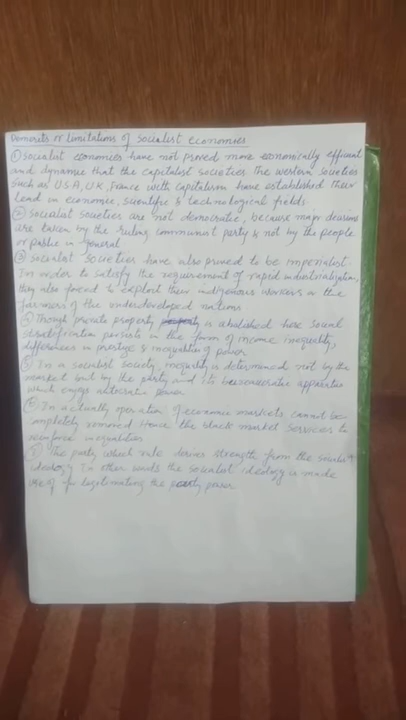 Demerits or limitations of socialist economies
① Socialist economies have not proved more economically efficient
and dynamic that the capitalist societies The western societies
such as U.S.A, U.K, France with capitalism have established their
lead in economic, scientific & technological fields.
② Socialist societies are not democratic, because major decisions
are taken by the ruling communist party & not by the people
or public in general
③ Socialist societies have also proved to be imperialist
In order to satisfy the requirement of rapid industrialization,
they also forced to exploit their indigenous workers or the
farmers of the underdeveloped nations
④ Though private property is abolished here social
stratification persists in the form of income inequality,
differences in prestige & inequalities of power
⑤ In a socialist society, inequality is determined not by the
market but by the party and its bureaucratic apparatus
which enjoys autocratic power
In actually operation of economic markets cannot be
completely removed Hence the black market services to
reinforce inequalities
The party which rule derives strength from the socialist
ideology In other words the socialist ideology is made
use of for legitimating the party power